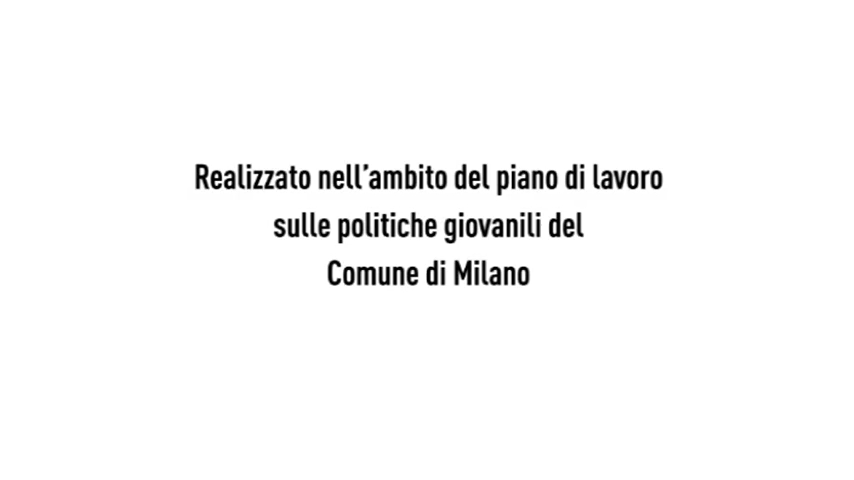 Realizzato nell’ambito del piano di lavoro
sulle politiche giovanili del
Comune di Milano